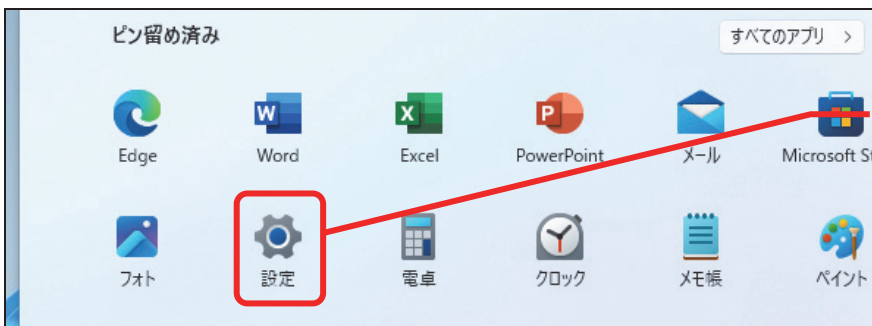 ピン留め済み
すべてのアプリ >
Edge
Word
Excel
PowerPoint
メール
Microsoft St
フォト
設定
電卓
クロック
メモ帳
ペイント